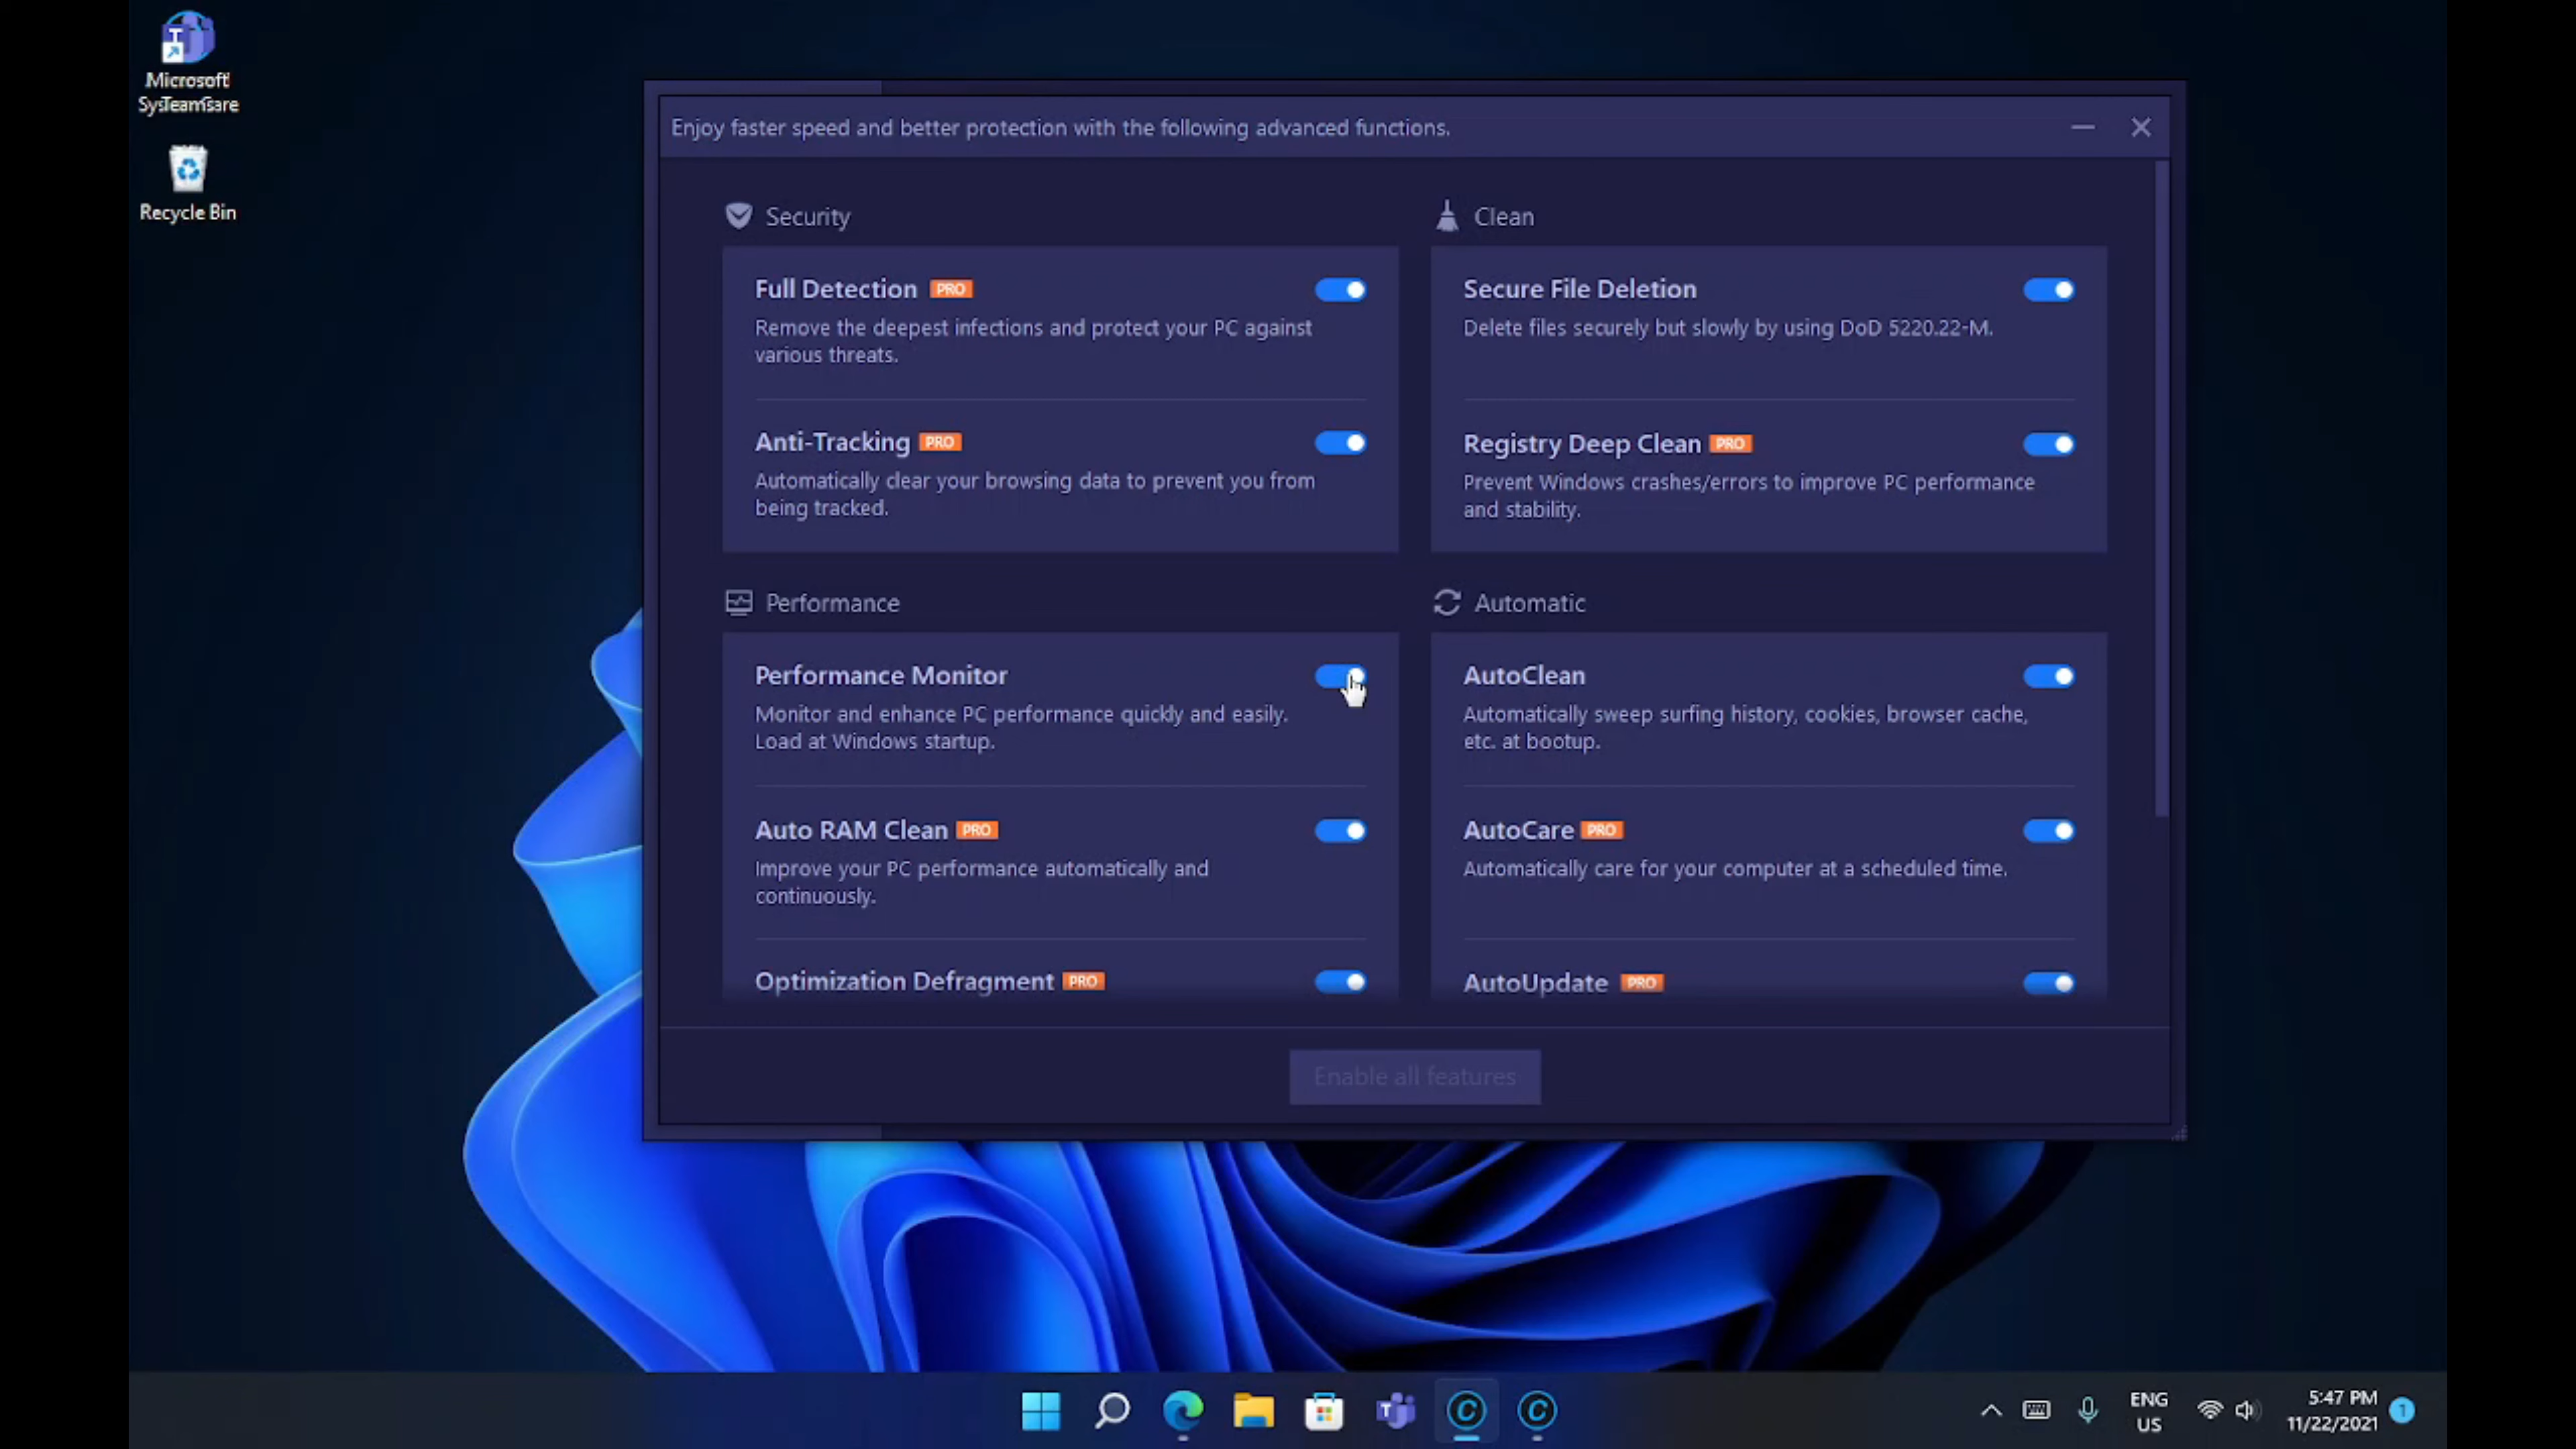 Microsoft
Recycle Bin
Enjoy faster speed and better protection with the following advanced functions.
Security
Full Detection PRO
Remove the deepest infections and protect your PC against
various threats.
Anti-Tracking PRO
Automatically clear your browsing data to prevent you from
being tracked.
Clean
Secure File Deletion
Delete files securely but slowly by using DoD 5220.22-M.
Registry Deep Clean PRO
Prevent Windows crashes/errors to improve PC performance
and stability.
Performance
Performance Monitor
Monitor and enhance PC performance quickly and easily.
Load at Windows startup.
Auto RAM Clean PRO
Improve your PC performance automatically and
continuously.
Optimization Defragment PRO
Automatic
AutoClean
Automatically sweep surfing history, cookies, browser cache,
etc. at bootup.
AutoCare PRO
Automatically care for your computer at a scheduled time.
AutoUpdate PRO
Enable all features
ENG
US
5:47 PM
11/22/2021
1